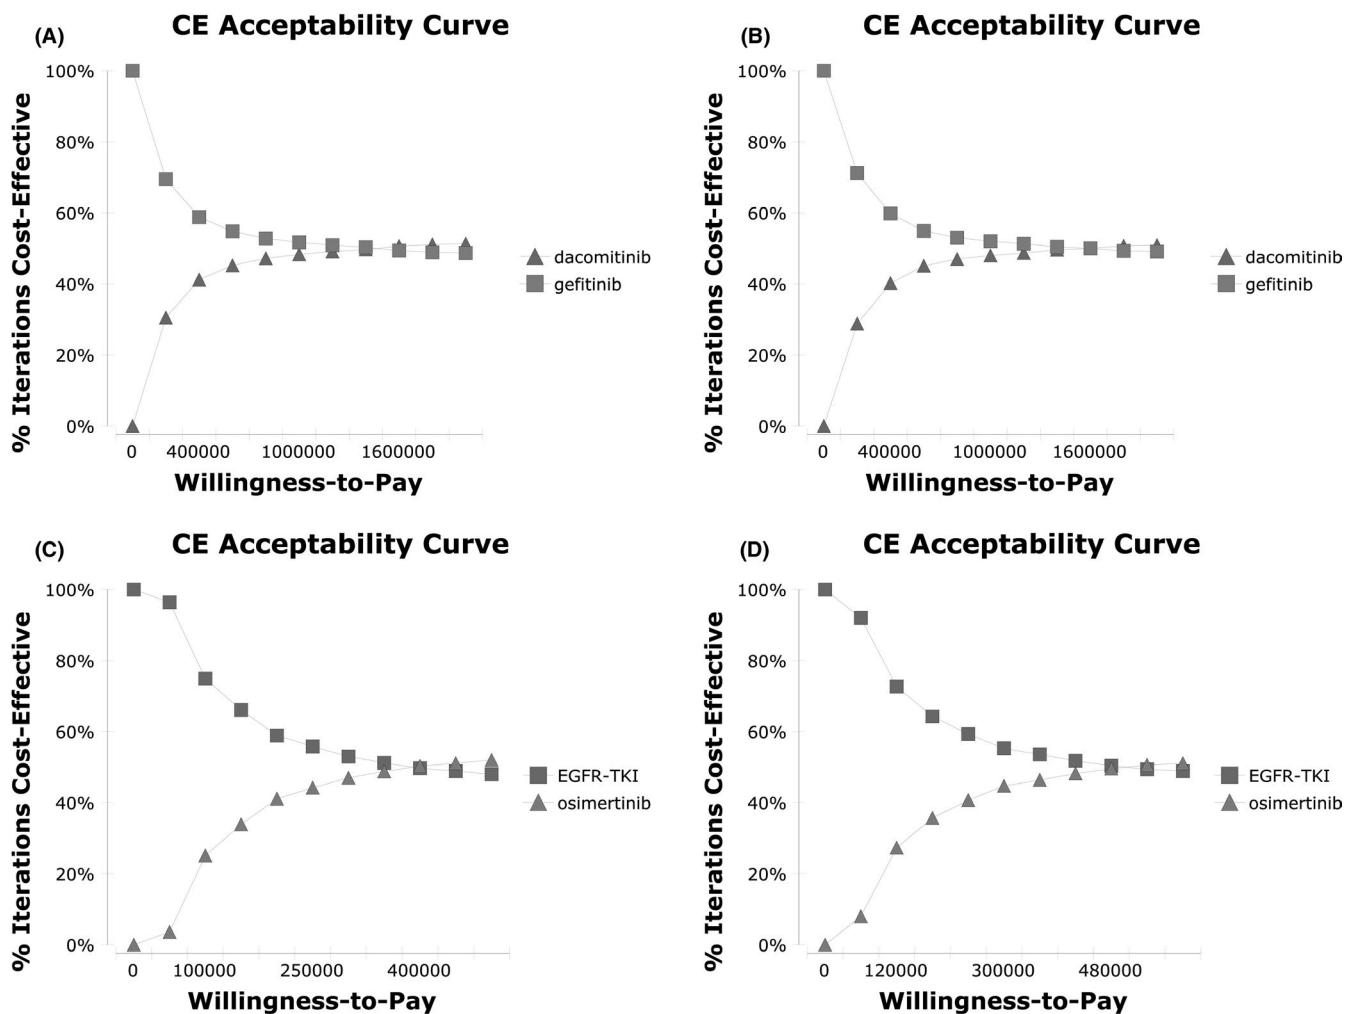 (A)
CE Acceptability Curve
% Iterations Cost-Effective
100%
80%
60%
40%
20%
0%
0 400000 1000000 1600000
Willingness-to-Pay
dacomitinib
gefitinib
(B)
CE Acceptability Curve
% Iterations Cost-Effective
100%
80%
60%
40%
20%
0%
0 400000 1000000 1600000
Willingness-to-Pay
dacomitinib
gefitinib
(C)
CE Acceptability Curve
% Iterations Cost-Effective
100%
80%
60%
40%
20%
0%
0 100000 250000 400000
Willingness-to-Pay
EGFR-TKI
osimertinib
(D)
CE Acceptability Curve
% Iterations Cost-Effective
100%
80%
60%
40%
20%
0%
0 120000 300000 480000
Willingness-to-Pay
EGFR-TKI
osimertinib